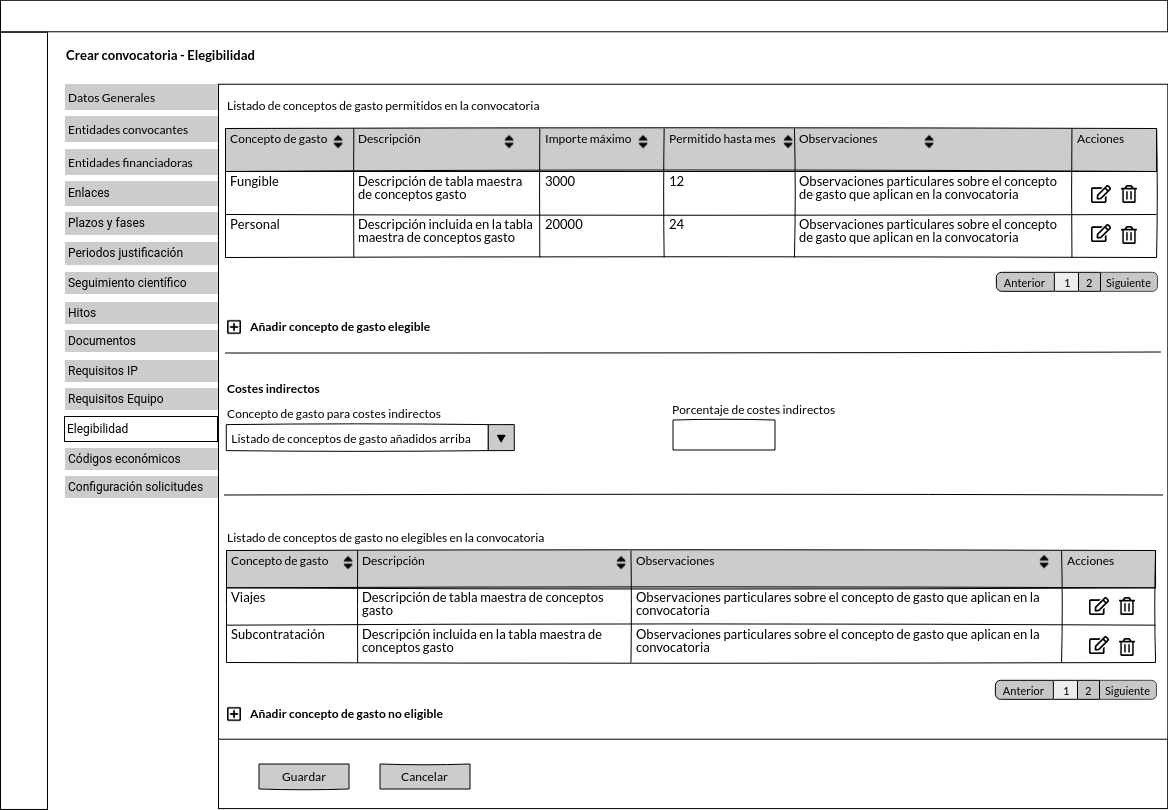 Crear convocatoria - Elegibilidad
Datos Generales
Entidades convocantes
Entidades financiadoras
Enlaces
Plazos y fases
Periodos justificación
Seguimiento científico
Hitos
Documentos
Requisitos IP
Requisitos Equipo
Elegibilidad
Códigos económicos
Configuración solicitudes
Listado de conceptos de gasto permitidos en la convocatoria
Concepto de gasto Descripción Importe máximo Permitido hasta mes Observaciones Acciones
Fungible Descripción de tabla maestra 3000 12 Observaciones particulares sobre el concepto
de conceptos gasto de gasto que aplican en la convocatoria
Personal Descripción incluida en la tabla 20000 24 Observaciones particulares sobre el concepto
maestra de conceptos gasto de gasto que aplican en la convocatoria
Anterior 1 2 Siguiente
Añadir concepto de gasto elegible
Costes indirectos
Concepto de gasto para costes indirectos Porcentaje de costes indirectos
Listado de conceptos de gasto añadidos arriba
Listado de conceptos de gasto no elegibles en la convocatoria
Concepto de gasto Descripción Observaciones Acciones
Viajes Descripción de tabla maestra de conceptos Observaciones particulares sobre el concepto de gasto que aplican en la
gasto convocatoria
Subcontratación Descripción incluida en la tabla maestra de Observaciones particulares sobre el concepto de gasto que aplican en la
conceptos gasto convocatoria
Anterior 1 2 Siguiente
Añadir concepto de gasto no eligible
Guardar Cancelar